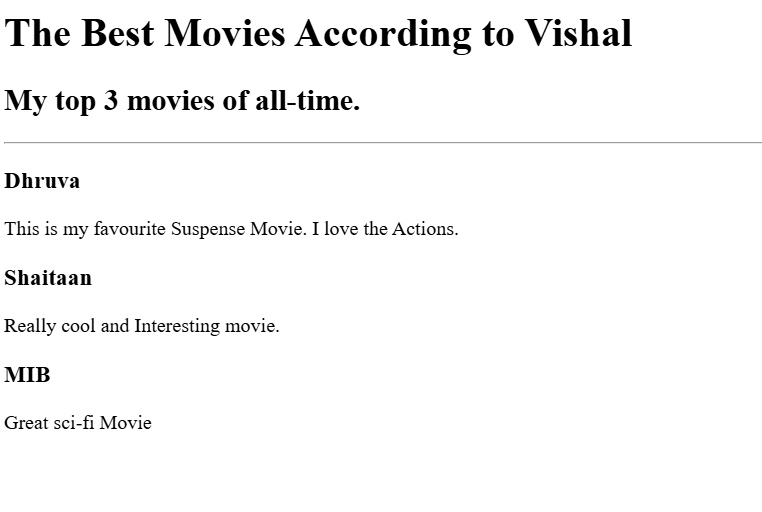 The Best Movies According to Vishal
My top 3 movies of all-time.
Dhruva
This is my favourite Suspense Movie. I love the Actions.
Shaitaan
Really cool and Interesting movie.
MIB
Great sci-fi Movie